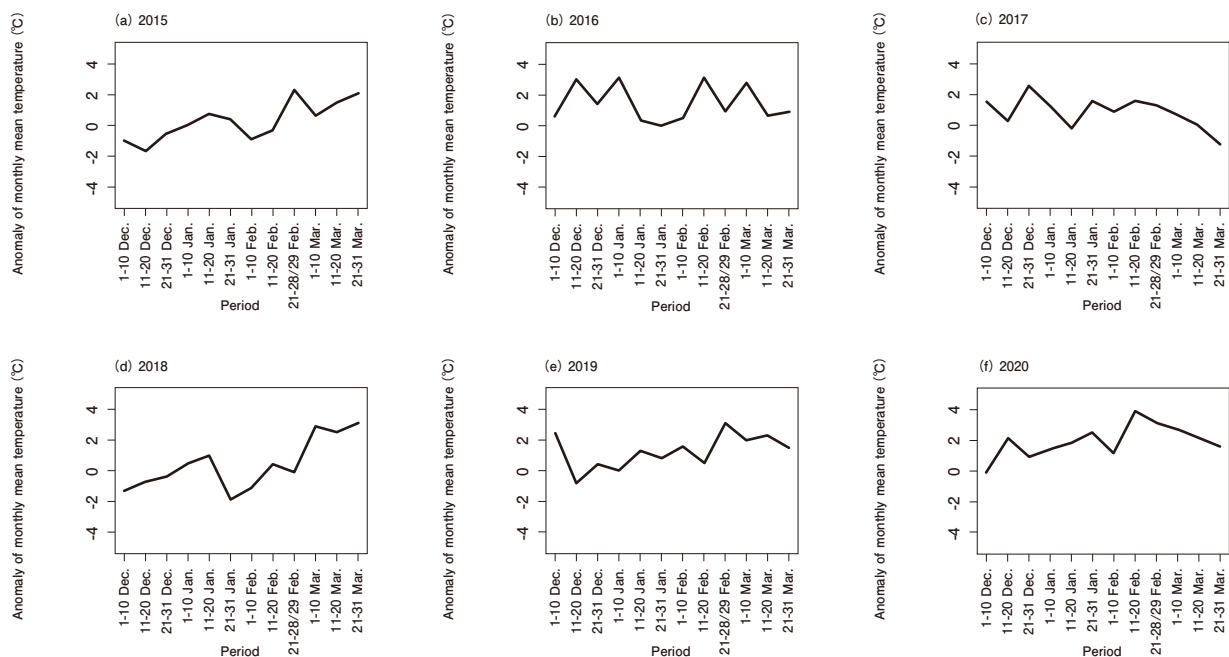 (a) 2015
Anomaly of monthly mean temperature (℃)
4
2
0
-2
-4
1-10 Dec.
11-20 Dec.
21-31 Dec.
1-10 Jan.
11-20 Jan.
21-31 Jan.
1-10 Feb.
11-20 Feb.
21-28/29 Feb.
1-10 Mar.
11-20 Mar.
21-31 Mar.
Period
(b) 2016
Anomaly of monthly mean temperature (℃)
4
2
0
-2
-4
1-10 Dec.
11-20 Dec.
21-31 Dec.
1-10 Jan.
11-20 Jan.
21-31 Jan.
1-10 Feb.
11-20 Feb.
21-28/29 Feb.
1-10 Mar.
11-20 Mar.
21-31 Mar.
Period
(c) 2017
Anomaly of monthly mean temperature (℃)
4
2
0
-2
-4
1-10 Dec.
11-20 Dec.
21-31 Dec.
1-10 Jan.
11-20 Jan.
21-31 Jan.
1-10 Feb.
11-20 Feb.
21-28/29 Feb.
1-10 Mar.
11-20 Mar.
21-31 Mar.
Period
(d) 2018
Anomaly of monthly mean temperature (℃)
4
2
0
-2
-4
1-10 Dec.
11-20 Dec.
21-31 Dec.
1-10 Jan.
11-20 Jan.
21-31 Jan.
1-10 Feb.
11-20 Feb.
21-28/29 Feb.
1-10 Mar.
11-20 Mar.
21-31 Mar.
Period
(e) 2019
Anomaly of monthly mean temperature (℃)
4
2
0
-2
-4
1-10 Dec.
11-20 Dec.
21-31 Dec.
1-10 Jan.
11-20 Jan.
21-31 Jan.
1-10 Feb.
11-20 Feb.
21-28/29 Feb.
1-10 Mar.
11-20 Mar.
21-31 Mar.
Period
(f) 2020
Anomaly of monthly mean temperature (℃)
4
2
0
-2
-4
1-10 Dec.
11-20 Dec.
21-31 Dec.
1-10 Jan.
11-20 Jan.
21-31 Jan.
1-10 Feb.
11-20 Feb.
21-28/29 Feb.
1-10 Mar.
11-20 Mar.
21-31 Mar.
Period